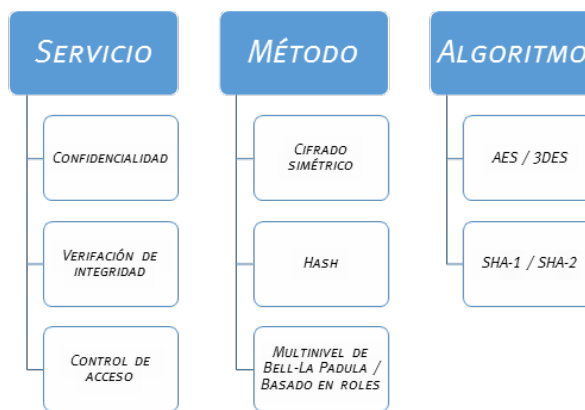 SERVICIO
CONFIDENCIALIDAD
VERIFACIÓN DE
INTEGRIDAD
CONTROL DE
ACCESO
MÉTODO
CIFRADO
SIMÉTRICO
HASH
MULTINIVEL DE
BELL-LA PADULA /
BASADO EN ROLES
ALGORITMO
AES / 3DES
SHA-1 / SHA-2